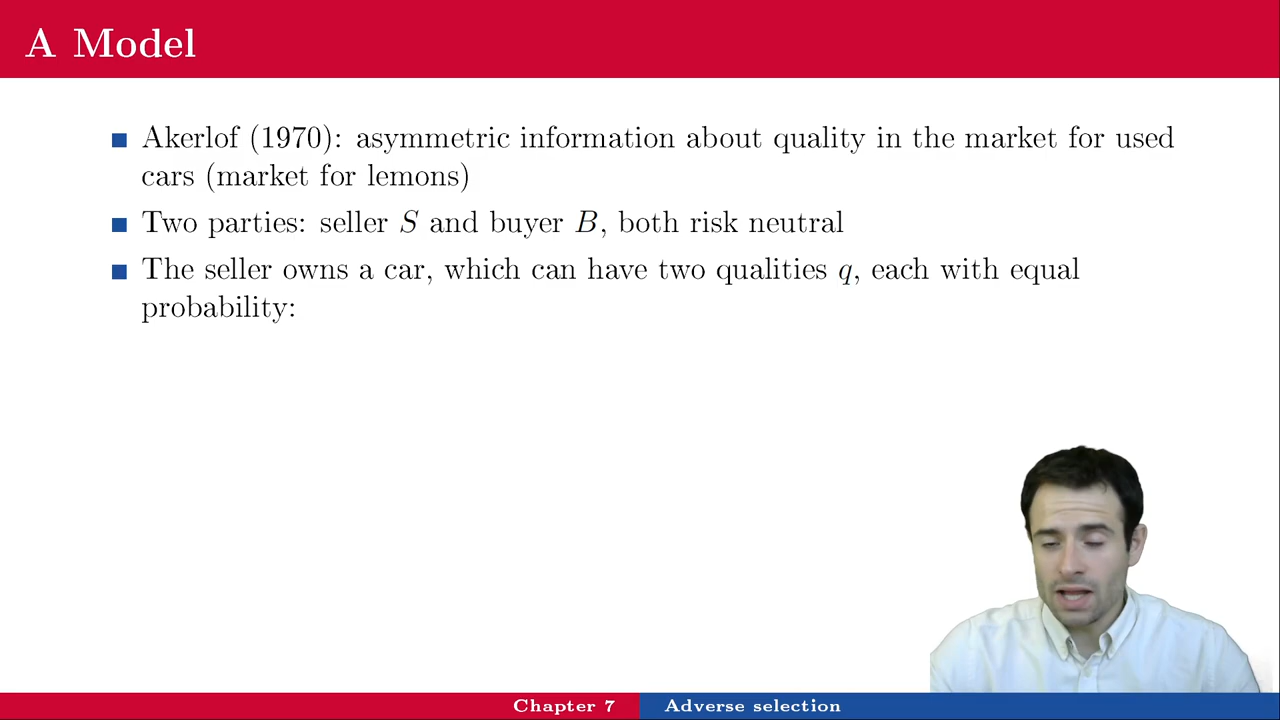 A Model
Akerlof (1970): asymmetric information about quality in the market for used
cars (market for lemons)
Two parties: seller S and buyer B, both risk neutral
The seller owns a car, which can have two qualities q, each with equal
probability:
Chapter 7 Adverse selection